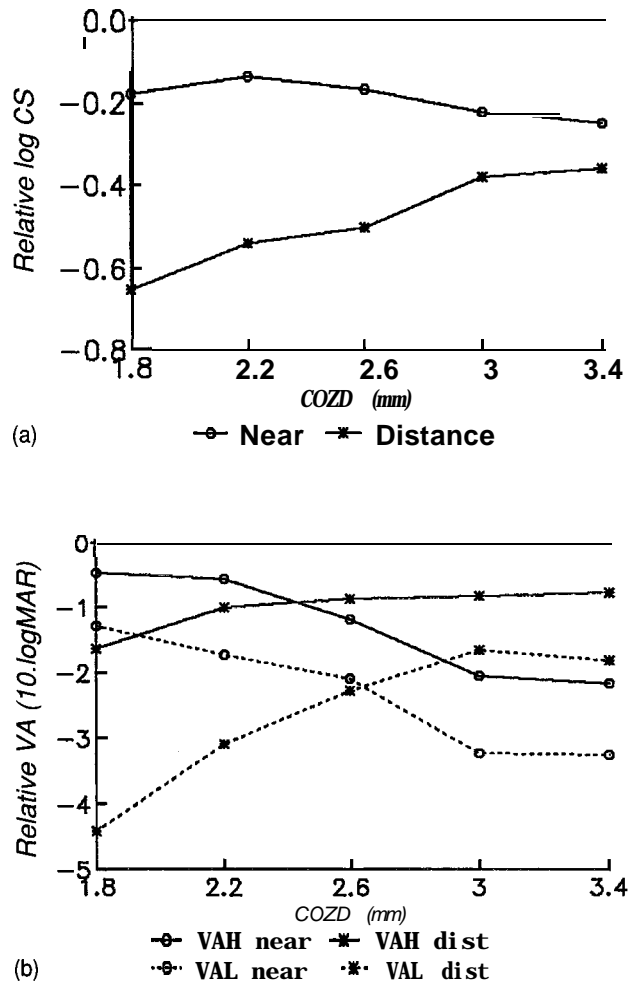 -0.0
Relative log CS
-0.2
-0.4
-0.6
-0.8
1.8 2.2 2.6 3 3.4
COZD (mm)
(a) Near Distance
0
Relative VA (10.logMAR)
-1
-2
-3
-4
-5
1.8 2.2 2.6 3 3.4
COZD (mm)
VAH near VAH dist
(b) VAL near VAL dist